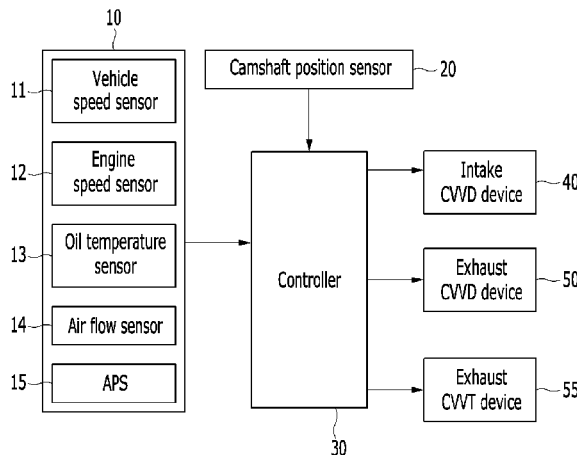 10
Camshaft position sensor
20
11
Vehicle
speed sensor
12
Engine
speed sensor
13
Oil temperature
sensor
14
Air flow sensor
15
APS
Controller
30
Intake
CVVD device
40
Exhaust
CVVD device
50
Exhaust
CVVT device
55